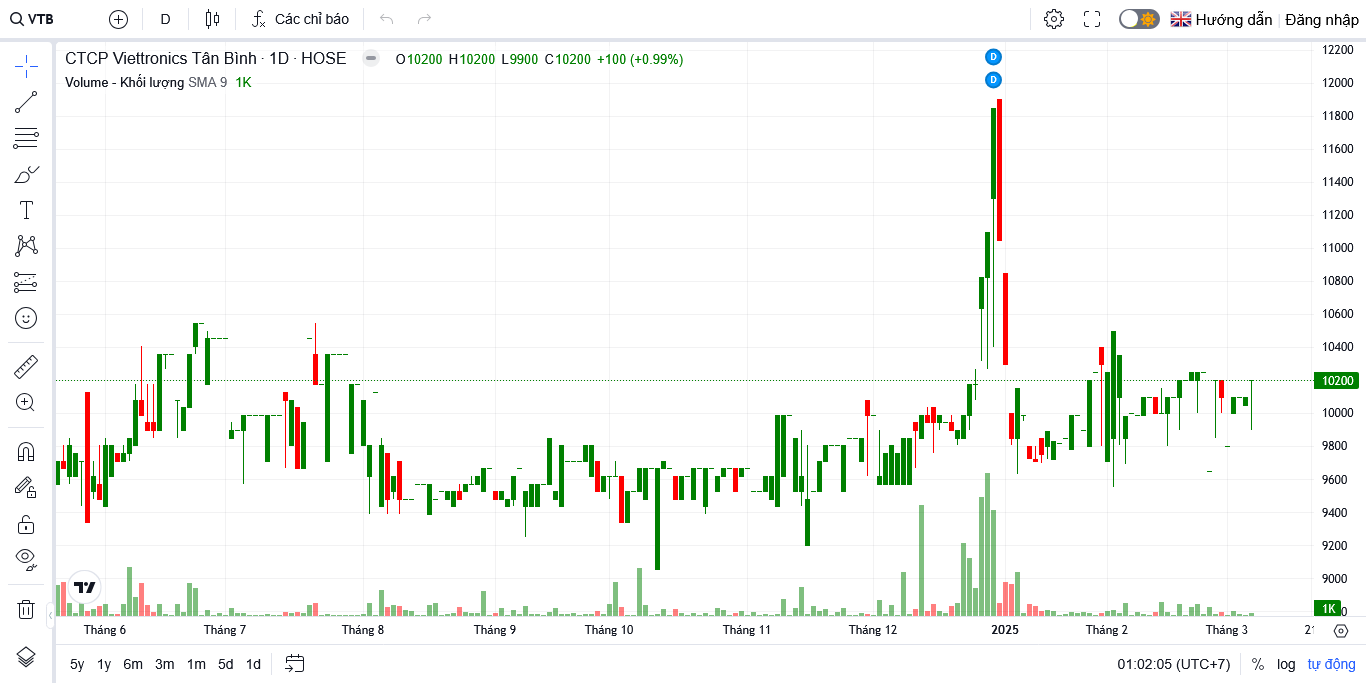 VTB D Các chỉ báo Hướng dẫn Đăng nhập
CTCP Viettronics Tân Bình · 1D · HOSE O10200 H10200 L9900 C10200 +100 (+0.99%)
Volume - Khối lượng SMA 9 1K
D
D
12200
12000
11800
11600
11400
11200
11000
10800
10600
10400
10200
10000
9800
9600
9400
9200
9000
1K
Tháng 6 Tháng 7 Tháng 8 Tháng 9 Tháng 10 Tháng 11 Tháng 12 2025 Tháng 2 Tháng 3
5y 1y 6m 3m 1m 5d 1d 01:02:05 (UTC+7) % log tự động